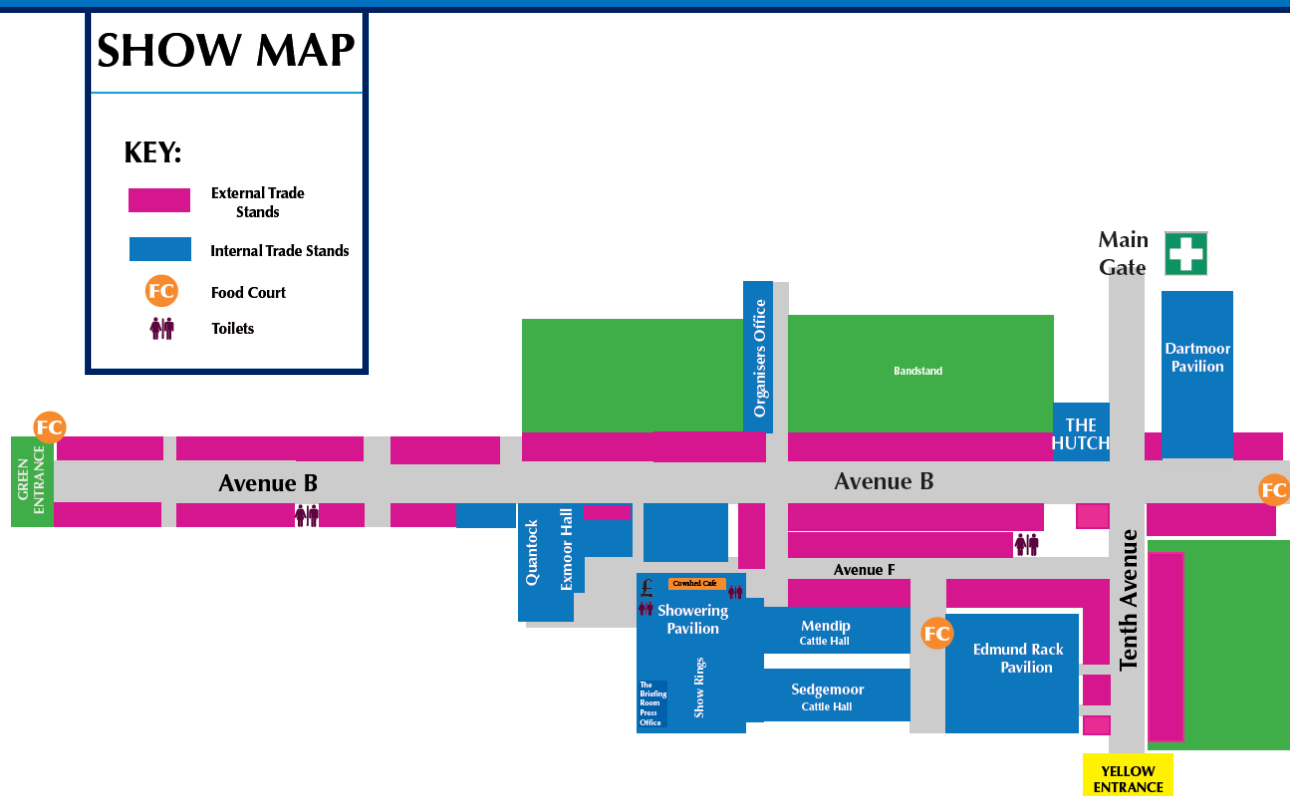 SHOW MAP
KEY:
External Trade
Stands
Internal Trade Stands
FC
Food Court
Toilets
Main
Gate
Organisers Office
Bandstand
Dartmoor
Pavilion
THE
HUTCH
FC
GREEN
ENTRANCE
Avenue B
Avenue B
FC
Quantock
Exmoor Hall
Avenue F
Tenth Avenue
£
Cowshed Cafe
Showering
Pavilion
Mendip
Cattle Hall
FC
Edmund Rack
Pavilion
Show Rings
The
Briefing
Room
Press
Office
Sedgemoor
Cattle Hall
YELLOW
ENTRANCE